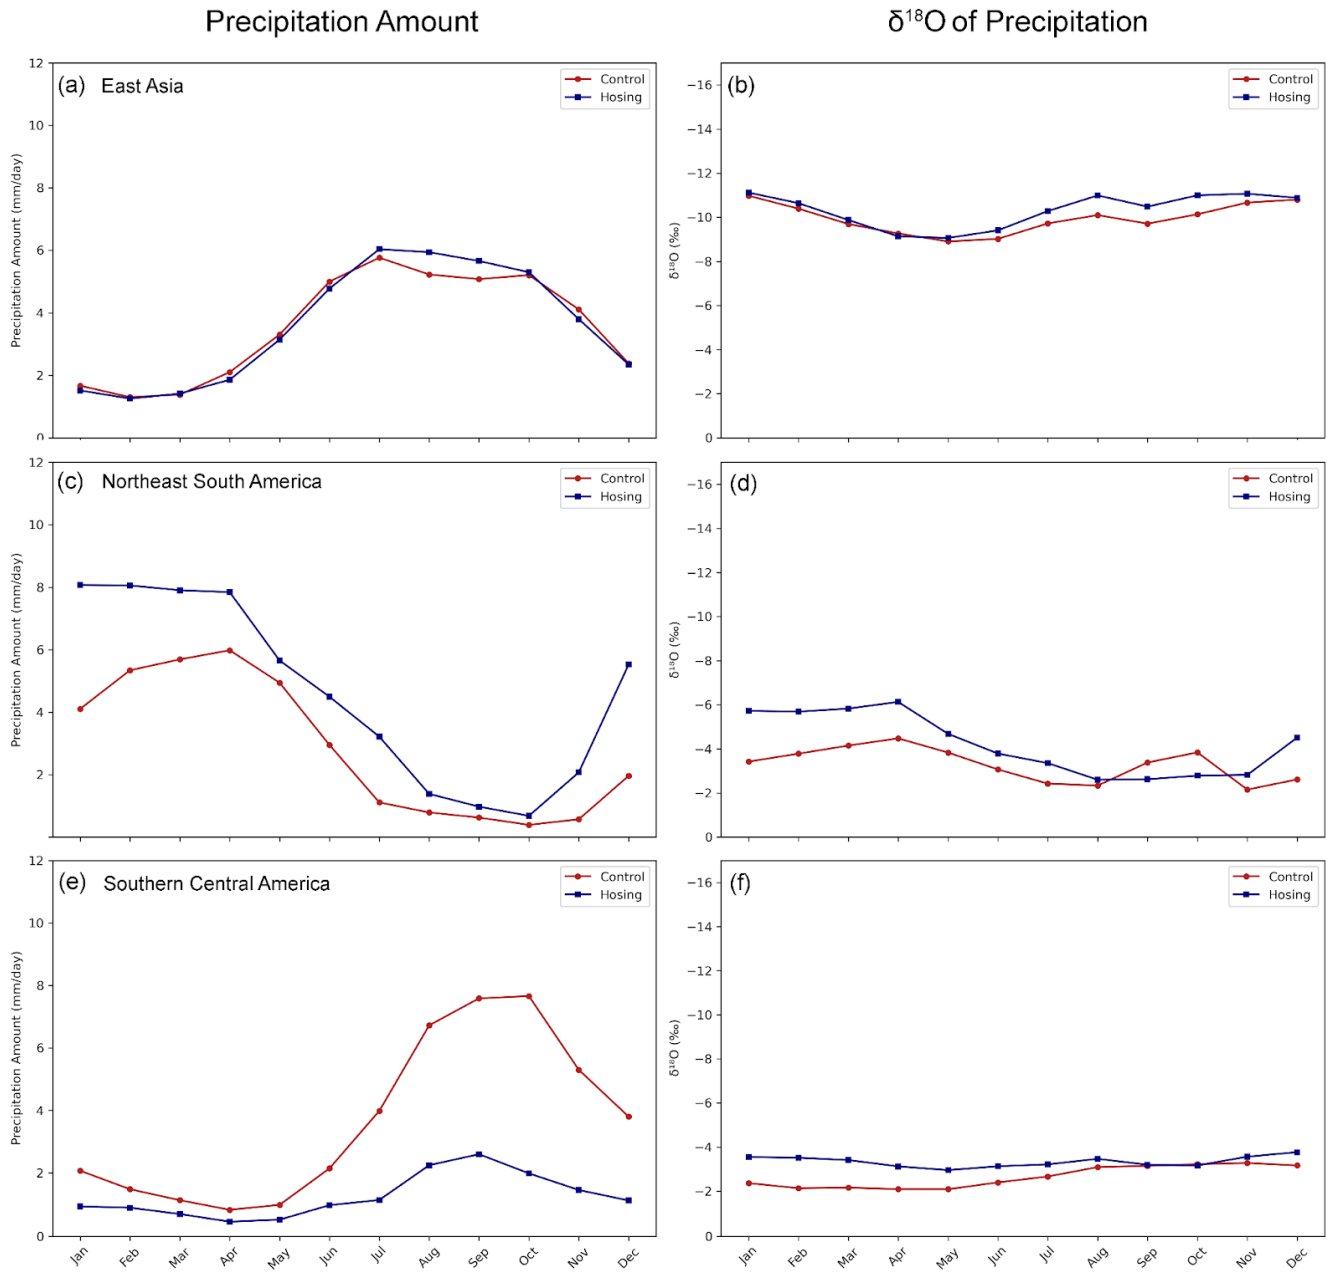 Precipitation Amount
δ¹⁸O of Precipitation
(a) East Asia
Control
Hosing
Precipitation Amount (mm/day)
12
10
8
6
4
2
0
(b)
Control
Hosing
δ¹⁸O (‰)
−16
−14
−12
−10
−8
−6
−4
−2
0
(c) Northeast South America
Control
Hosing
Precipitation Amount (mm/day)
12
10
8
6
4
2
(d)
Control
Hosing
δ¹⁸O (‰)
−16
−14
−12
−10
−8
−6
−4
−2
0
(e) Southern Central America
Control
Hosing
Precipitation Amount (mm/day)
12
10
8
6
4
2
0
Jan Feb Mar Apr May Jun Jul Aug Sep Oct Nov Dec
(f)
Control
Hosing
δ¹⁸O (‰)
−16
−14
−12
−10
−8
−6
−4
−2
0
Jan Feb Mar Apr May Jun Jul Aug Sep Oct Nov Dec